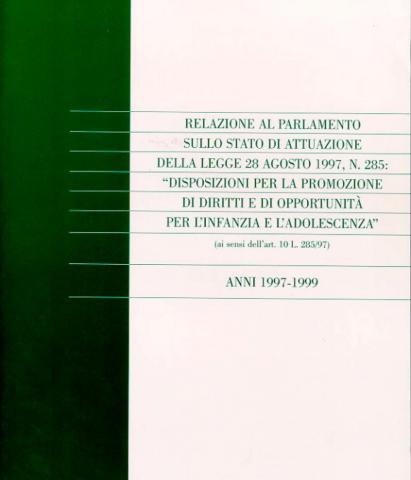 RELAZIONE AL PARLAMENTO
SULLO STATO DI ATTUAZIONE
DELLA LEGGE 28 AGOSTO 1997, N. 285:
“DISPOSIZIONI PER LA PROMOZIONE
DI DIRITTI E DI OPPORTUNITÀ
PER L'INFANZIA E L'ADOLESCENZA”
(ai sensi dell'art. 10 L. 285/97)
ANNI 1997-1999